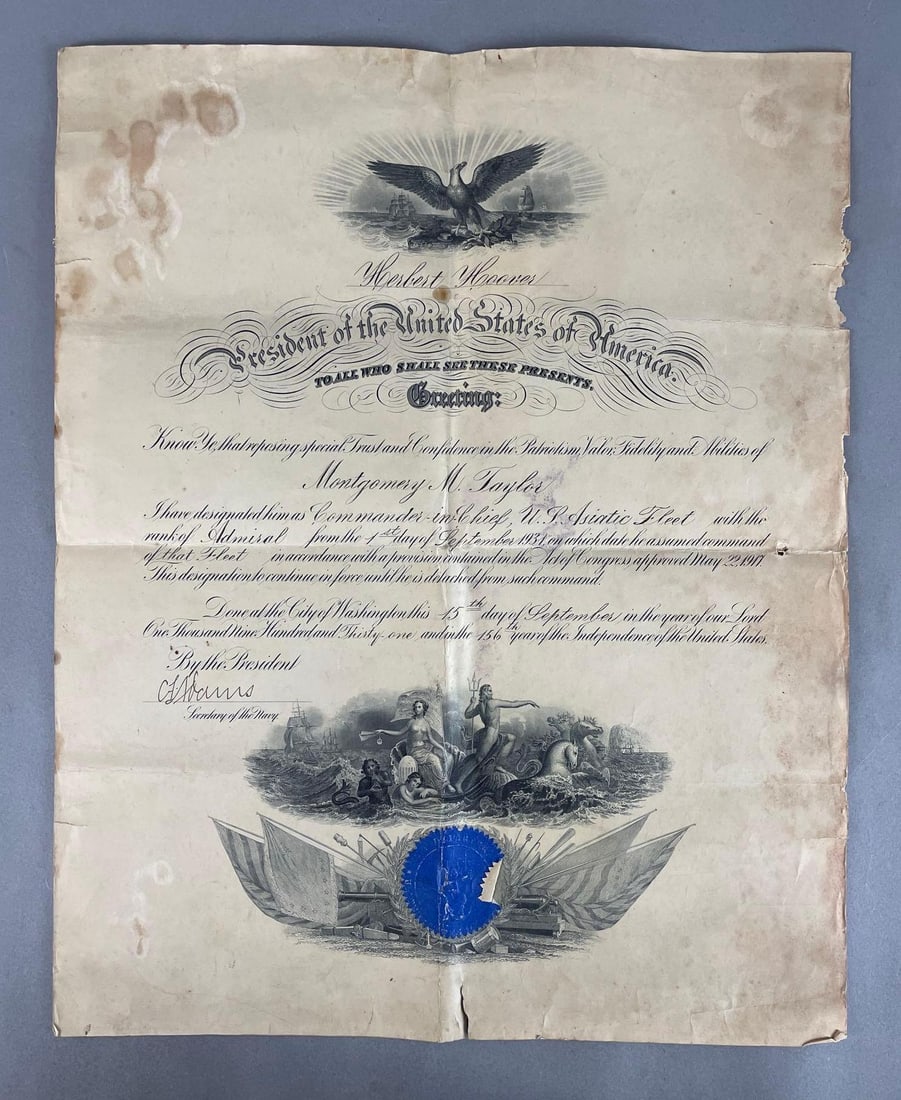 Herbert Hoover
President of the United States of America.
TO ALL WHO SHALL SEE THESE PRESENTS,
Greeting:
Know Ye, that reposing special Trust and Confidence in the Patriotism, Valor, Fidelity and Abilities of
Montgomery M. Taylor
I have designated him as Commander-in-Chief, U.S. Asiatic Fleet with the
rank of Admiral from the 1st day of September 1931, on which date he assumed command
of that Fleet in accordance with a provision contained in the Act of Congress approved May 22, 1917.
This designation to continue in force until he is detached from such command.
Done at the City of Washington this 15th day of September in the year of our Lord
One Thousand Nine Hundred and Thirty-one and in the 156th year of the Independence of the United States.
By the President
C F Adams
Secretary of the Navy.